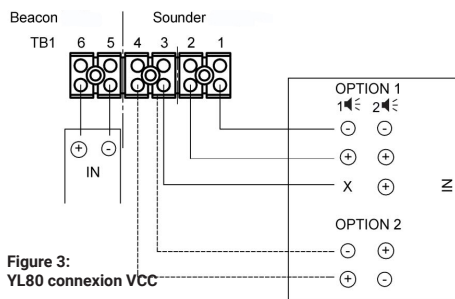 Beacon Sounder
TB1 6 5 4 3 2 1
OPTION 1
1 2
- -
+ +
X +
IN
+ -
IN
OPTION 2
- +
+ -
Figure 3:
YL80 connexion VCC